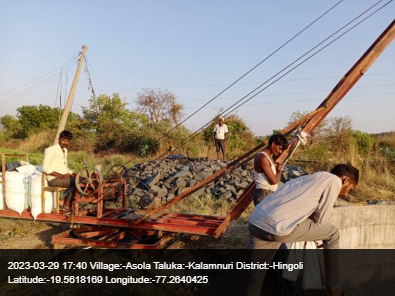 2023-03-29 17:40 Village:-Asola Taluka:-Kalamnuri District:-Hingoli
Latitude:-19.5618169 Longitude:-77.2640425